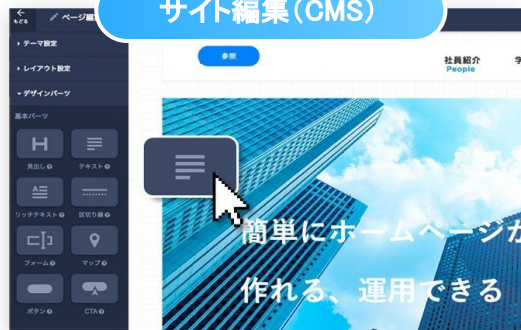 サイト編集（CMS）
もどる
ページ編
テーマ設定
レイアウト設定
デザインパーツ
基本パーツ
見出し
テキスト
リッチテキスト
区切り線
フォーム
マップ
ボタン
CTA
参照
社員紹介
People
学
簡単にホームページが
作れる、運用できる